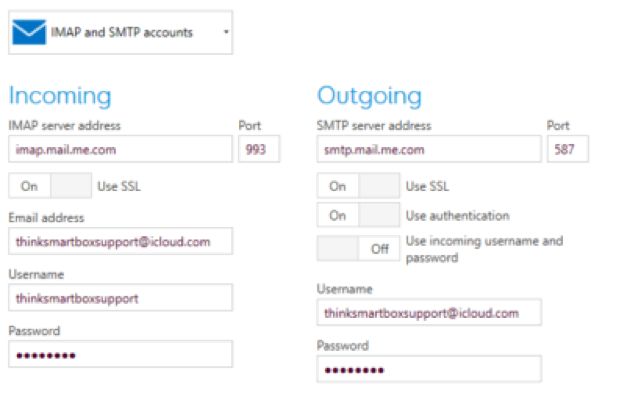 IMAP and SMTP accounts
Incoming
IMAP server address Port
imap.mail.me.com 993
On Use SSL
Email address
thinksmartboxsupport@icloud.com
Username
thinksmartboxsupport
Password
●●●●●●●●
Outgoing
SMTP server address Port
smtp.mail.me.com 587
On Use SSL
On Use authentication
Off Use incoming username and
password
Username
thinksmartboxsupport@icloud.com
Password
●●●●●●●●